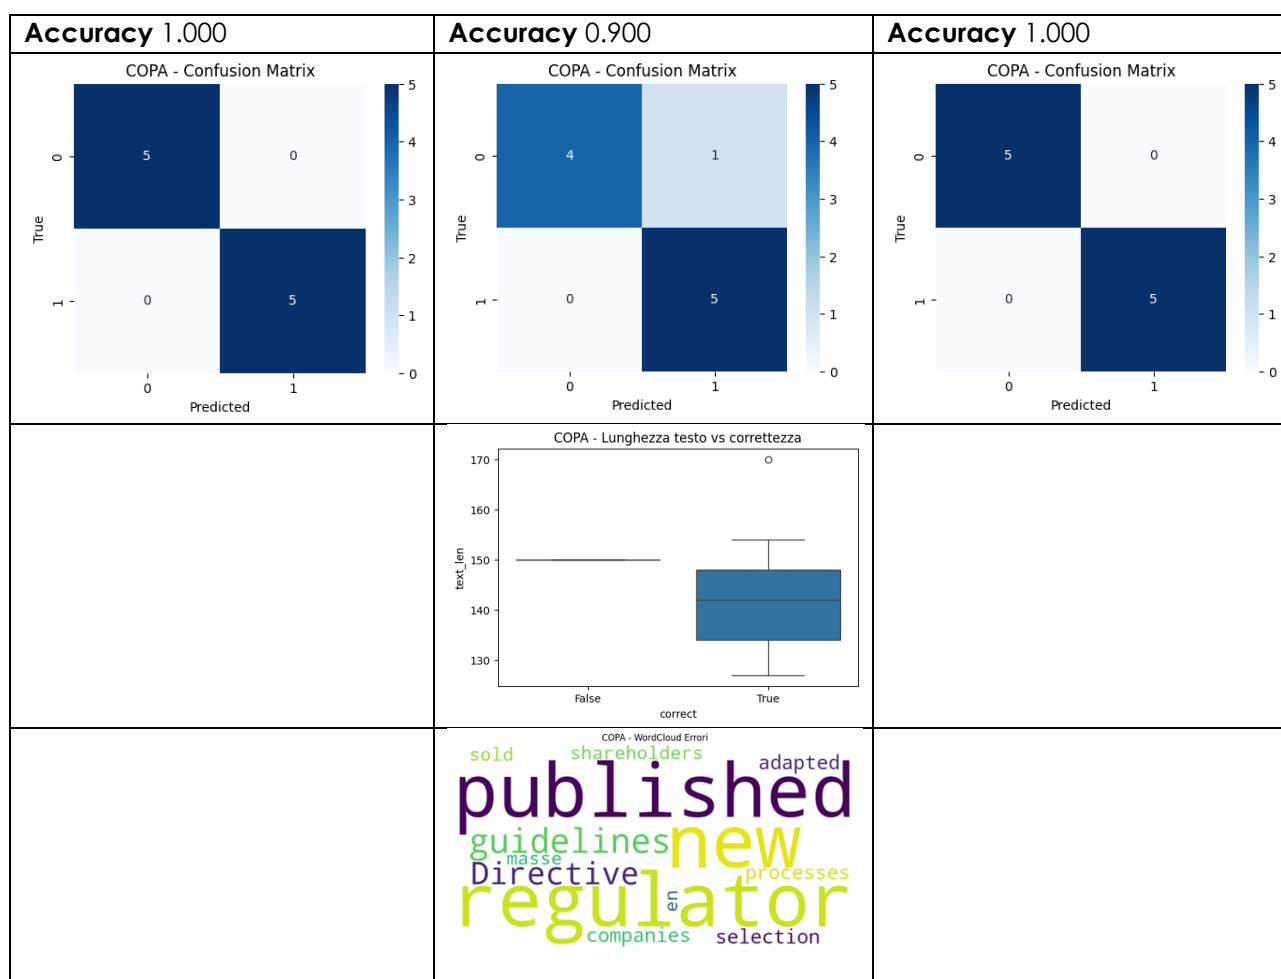 Accuracy 1.000
Accuracy 0.900
Accuracy 1.000
COPA - Confusion Matrix
5
0
0
5
0
1
True
0
1
Predicted
5
4
3
2
1
0
COPA - Confusion Matrix
4
1
0
5
0
1
True
0
1
Predicted
5
4
3
2
1
0
COPA - Confusion Matrix
5
0
0
5
0
1
True
0
1
Predicted
5
4
3
2
1
0
COPA - Lunghezza testo vs correttezza
170
160
150
140
130
text_len
False
True
correct
COPA - WordCloud Errori
sold
shareholders
adapted
published
guidelines
new
masse
Directive
processes
regulator
en
companies
selection